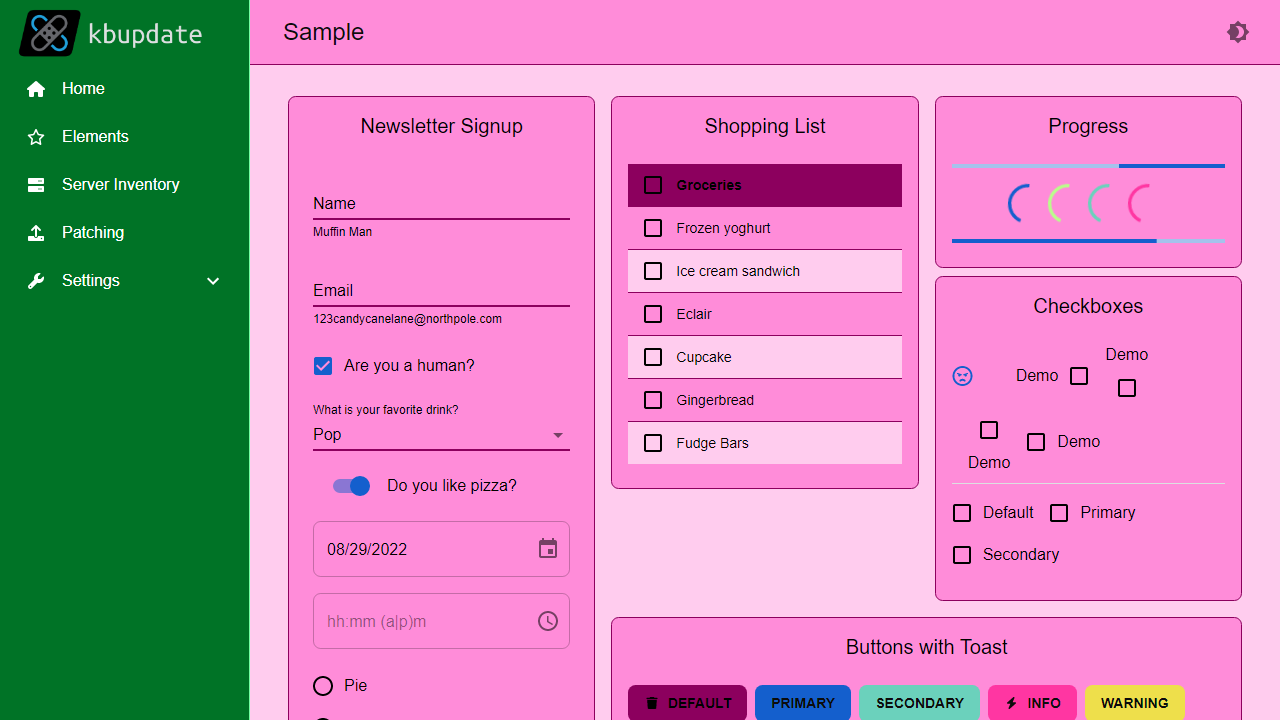 kbupdate
Home
Elements
Server Inventory
Patching
Settings
Sample
Newsletter Signup
Name
Muffin Man
Email
123candycanelane@northpole.com
Are you a human?
What is your favorite drink?
Pop
Do you like pizza?
08/29/2022
hh:mm (a|p)m
Pie
Shopping List
Groceries
Frozen yoghurt
Ice cream sandwich
Eclair
Cupcake
Gingerbread
Fudge Bars
Progress
Checkboxes
Demo
Demo
Demo
Demo
Default
Primary
Secondary
Buttons with Toast
DEFAULT
PRIMARY
SECONDARY
INFO
WARNING